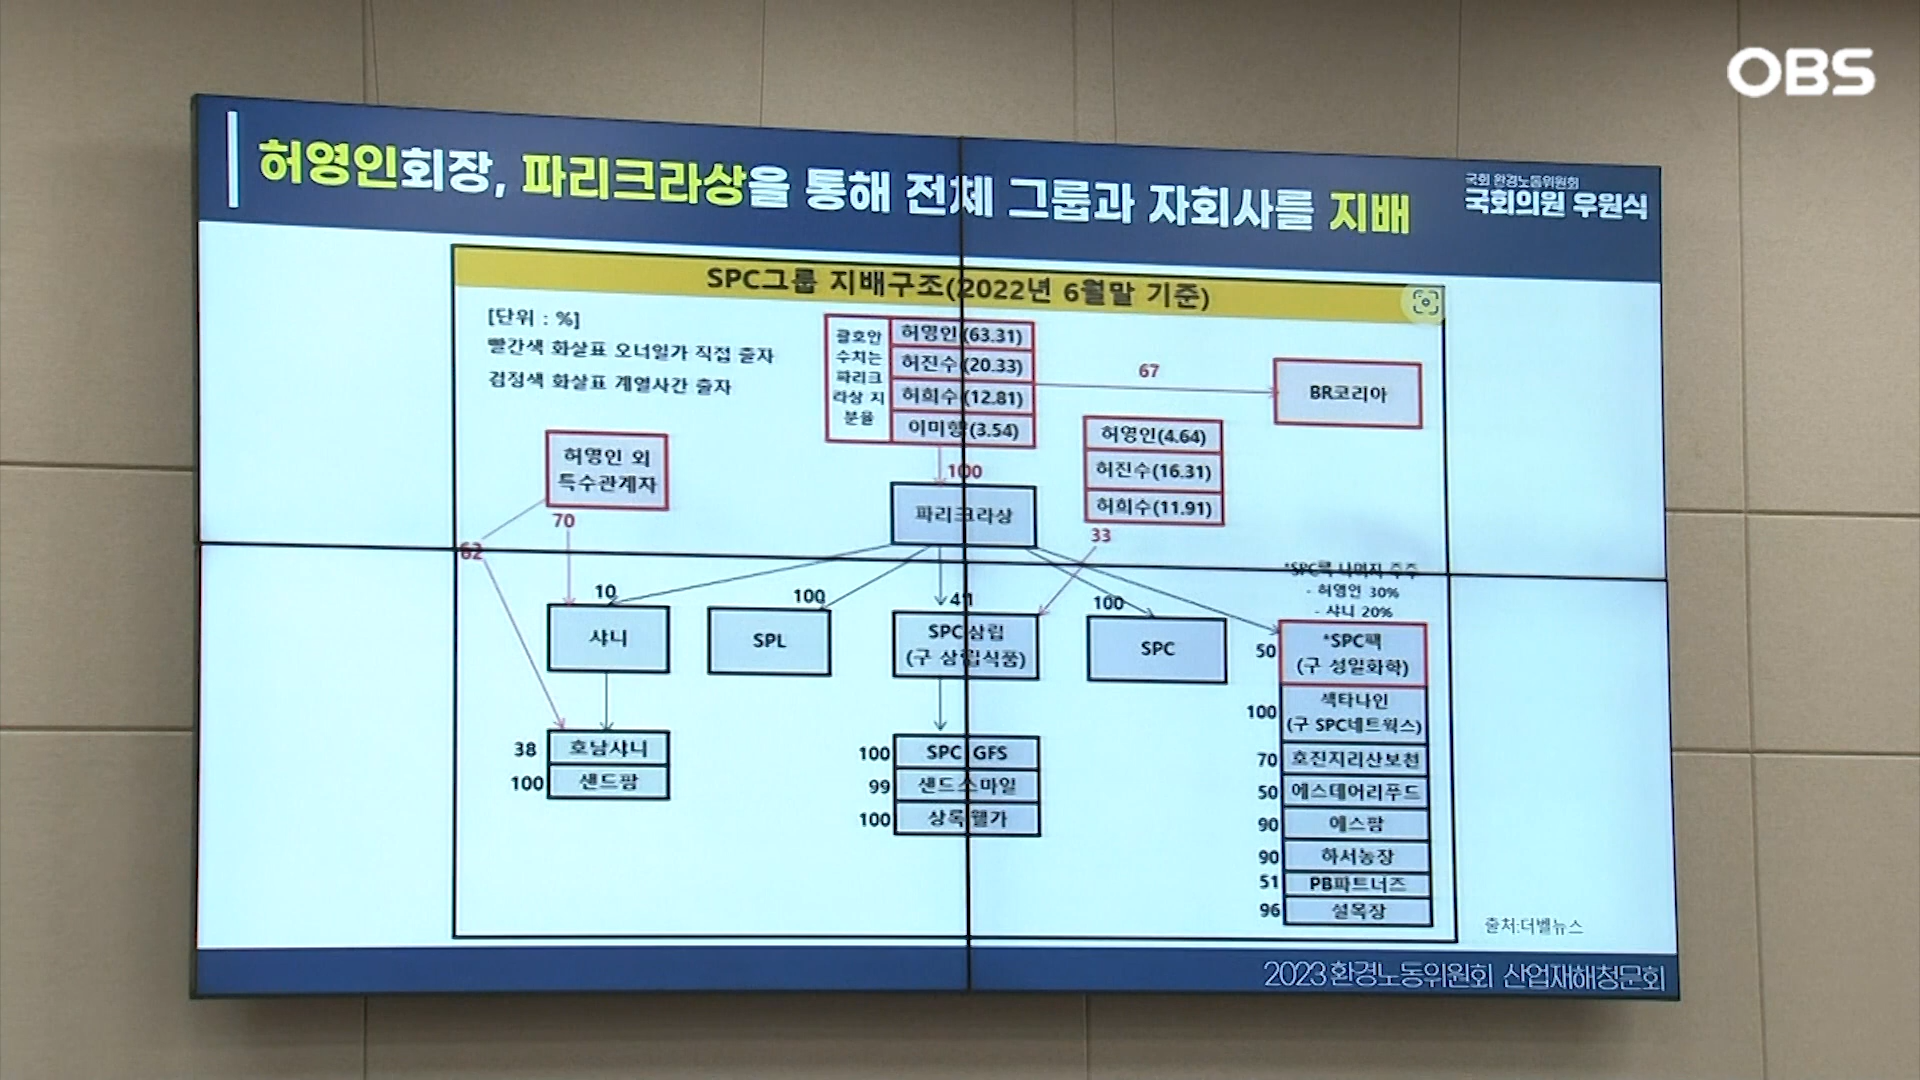 OBS
허영인회장, 파리크라상을 통해 전체 그룹과 자회사를 지배
국회 환경노동위원회
국회의원 우원식
SPC그룹 지배구조(2022년 6월말 기준)
[단위 : %]
빨간색 화살표 오너일가 직접 출자
검정색 화살표 계열사간 출자
괄호안
수치는
파리크
라상 지
분율
허영인(63.31)
허진수(20.33)
허희수(12.81)
이미향(3.54)
67
BR코리아
허영인(4.64)
허진수(16.31)
허희수(11.91)
33
허영인 외
특수관계자
70
62
100
파리크라상
10
샤니
100
SPL
41
SPC삼립
(구 삼립식품)
100
SPC
*SPC팩 나머지 주주
- 허영인 30%
- 샤니 20%
50
*SPC팩
(구 성일화학)
100
섹타나인
(구 SPC네트웍스)
70 호진지리산보천
50 에스데어리푸드
90 에스팜
90 하서농장
51 PB파트너즈
96 설목장
38 호남샤니
100 샌드팜
100 SPC GFS
99 샌드스마일
100 상록웰가
출처:더벨뉴스
2023 환경노동위원회 산업재해청문회